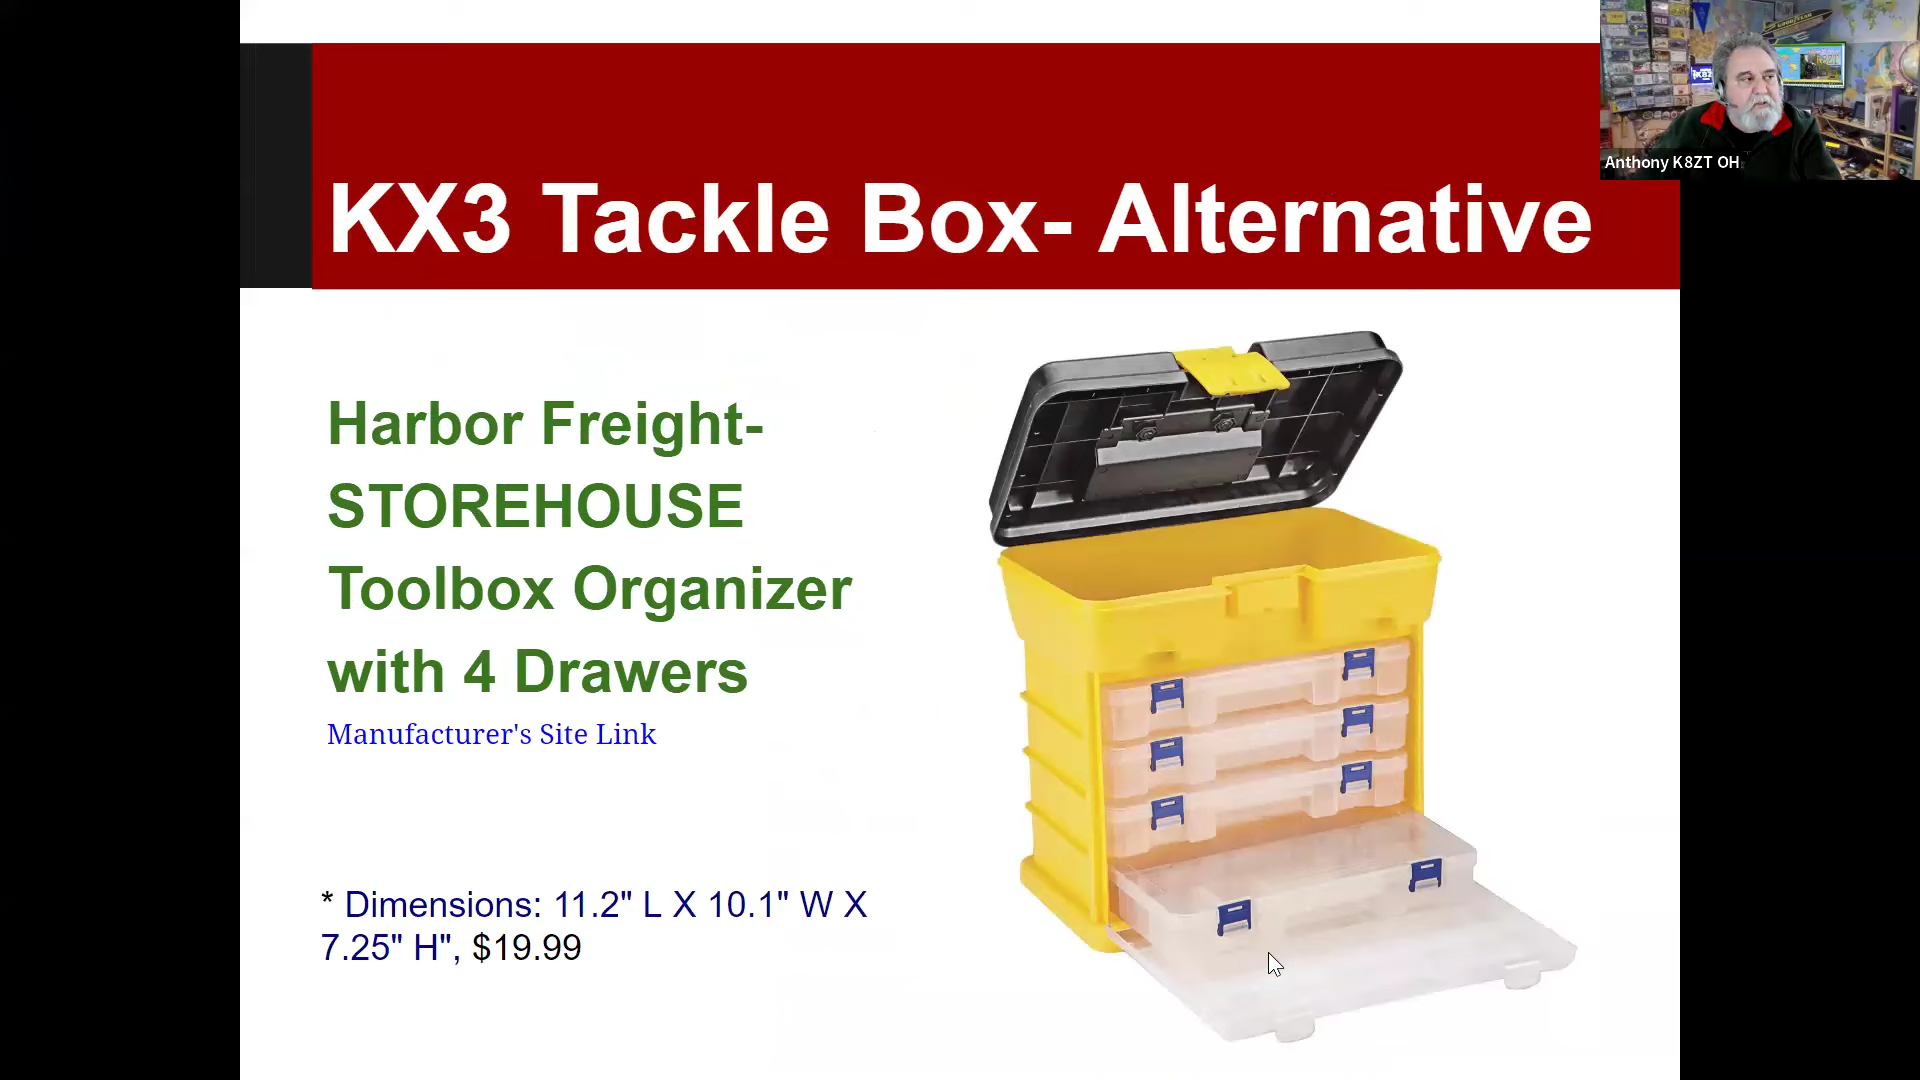 KX3 Tackle Box- Alternative
Anthony K8ZT OH
Harbor Freight-
STOREHOUSE
Toolbox Organizer
with 4 Drawers
Manufacturer's Site Link
* Dimensions: 11.2" L X 10.1" W X
7.25" H", $19.99